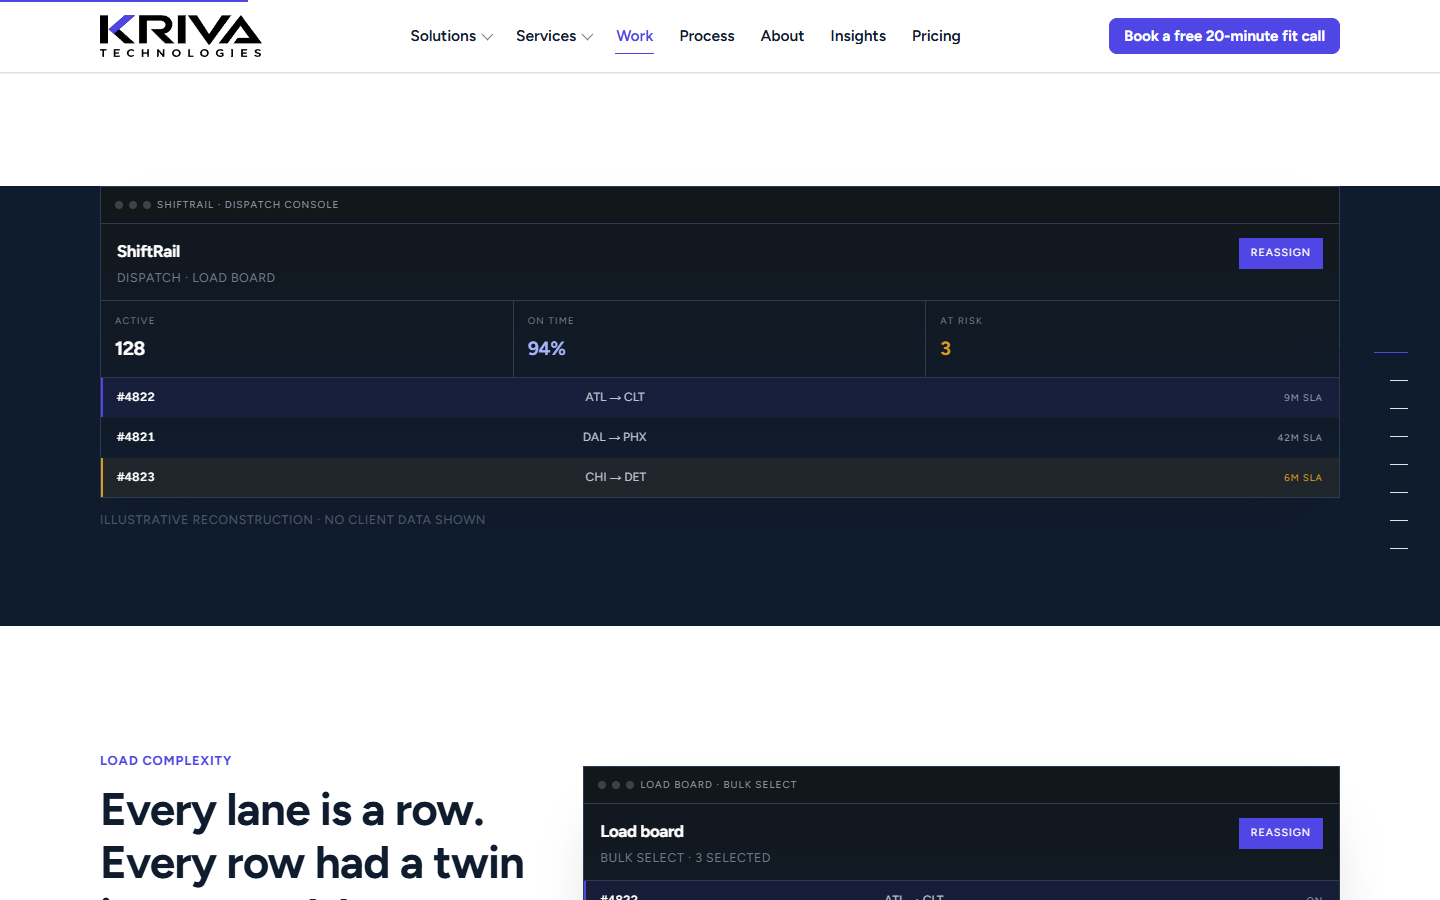 KRIVA
TECHNOLOGIES
Solutions
Services
Work
Process
About
Insights
Pricing
Book a free 20-minute fit call
SHIFTRAIL · DISPATCH CONSOLE
ShiftRail
DISPATCH · LOAD BOARD
REASSIGN
ACTIVE
128
ON TIME
94%
AT RISK
3
#4822 ATL → CLT 9M SLA
#4821 DAL → PHX 42M SLA
#4823 CHI → DET 6M SLA
ILLUSTRATIVE RECONSTRUCTION · NO CLIENT DATA SHOWN
LOAD COMPLEXITY
Every lane is a row.
Every row had a twin
LOAD BOARD · BULK SELECT
Load board
BULK SELECT · 3 SELECTED
REASSIGN
#4822 ATL → CLT